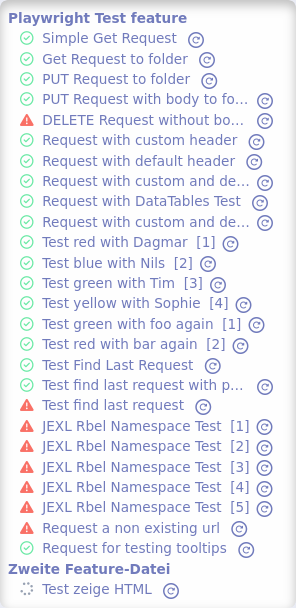 Playwright Test feature
Simple Get Request
Get Request to folder
PUT Request to folder
PUT Request with body to fo...
DELETE Request without bo...
Request with custom header
Request with default header
Request with custom and de...
Request with DataTables Test
Request with custom and de...
Test red with Dagmar [1]
Test blue with Nils [2]
Test green with Tim [3]
Test yellow with Sophie [4]
Test green with foo again [1]
Test red with bar again [2]
Test Find Last Request
Test find last request with p...
Test find last request
JEXL Rbel Namespace Test [1]
JEXL Rbel Namespace Test [2]
JEXL Rbel Namespace Test [3]
JEXL Rbel Namespace Test [4]
JEXL Rbel Namespace Test [5]
Request a non existing url
Request for testing tooltips
Zweite Feature-Datei
Test zeige HTML